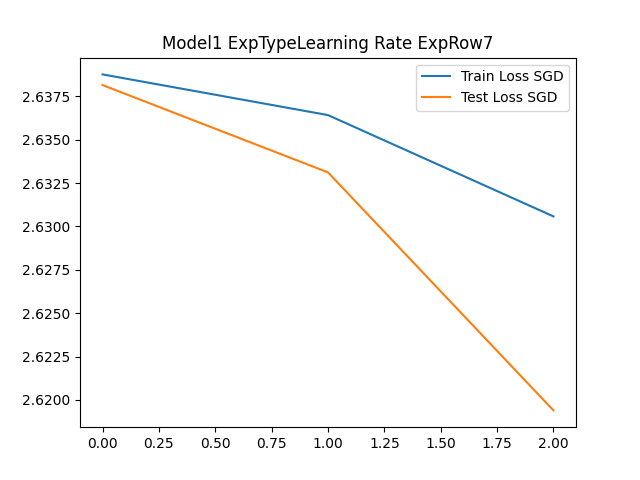 Model1 ExpTypeLearning Rate ExpRow7
Train Loss SGD
Test Loss SGD
2.6375
2.6350
2.6325
2.6300
2.6275
2.6250
2.6225
2.6200
0.00 0.25 0.50 0.75 1.00 1.25 1.50 1.75 2.00